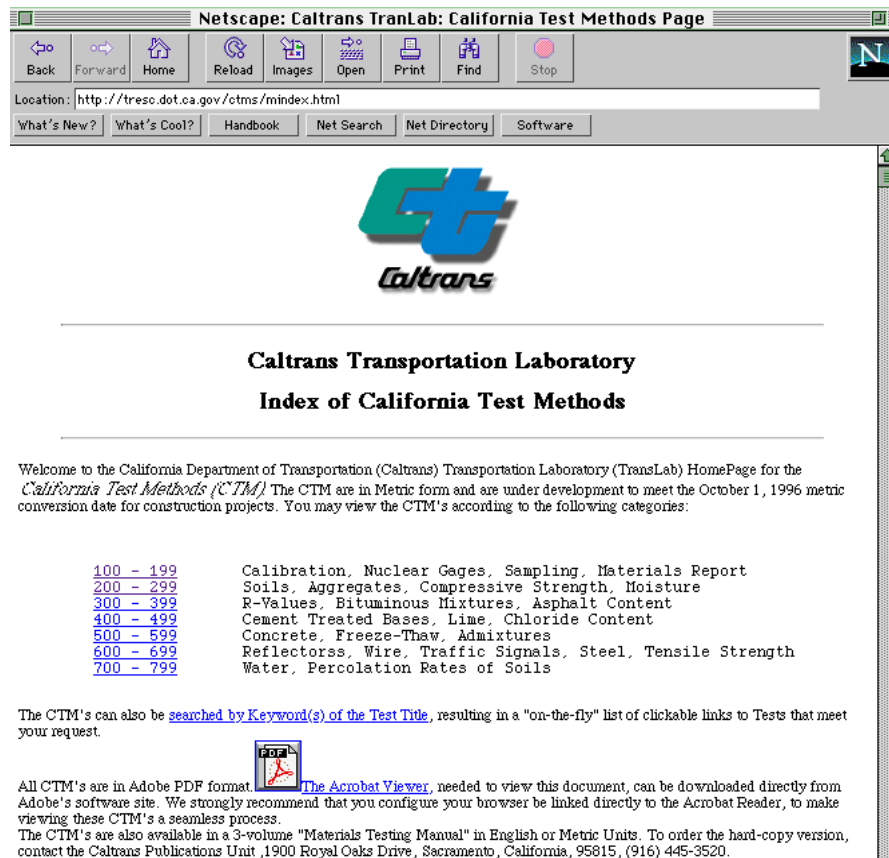 Netscape: Caltrans TranLab: California Test Methods Page
Back Forward Home Reload Images Open Print Find Stop
N
Location: http://tresc.dot.ca.gov/ctms/mindex.html
What's New? What's Cool? Handbook Net Search Net Directory Software
Ct
Caltrans
Caltrans Transportation Laboratory
Index of California Test Methods
Welcome to the California Department of Transportation (Caltrans) Transportation Laboratory (TransLab) HomePage for the
California Test Methods (CTM). The CTM are in Metric form and are under development to meet the October 1, 1996 metric
conversion date for construction projects. You may view the CTM's according to the following categories:
100 - 199 Calibration, Nuclear Gages, Sampling, Materials Report
200 - 299 Soils, Aggregates, Compressive Strength, Moisture
300 - 399 R-Values, Bituminous Mixtures, Asphalt Content
400 - 499 Cement Treated Bases, Lime, Chloride Content
500 - 599 Concrete, Freeze-Thaw, Admixtures
600 - 699 Reflectorss, Wire, Traffic Signals, Steel, Tensile Strength
700 - 799 Water, Percolation Rates of Soils
The CTM's can also be searched by Keyword(s) of the Test Title, resulting in a "on-the-fly" list of clickable links to Tests that meet
your request.
PDF
All CTM's are in Adobe PDF format. The Acrobat Viewer, needed to view this document, can be downloaded directly from
Adobe's software site. We strongly recommend that you configure your browser be linked directly to the Acrobat Reader, to make
viewing these CTM's a seamless process.
The CTM's are also available in a 3-volume "Materials Testing Manual" in English or Metric Units. To order the hard-copy version,
contact the Caltrans Publications Unit ,1900 Royal Oaks Drive, Sacramento, California, 95815, (916) 445-3520.